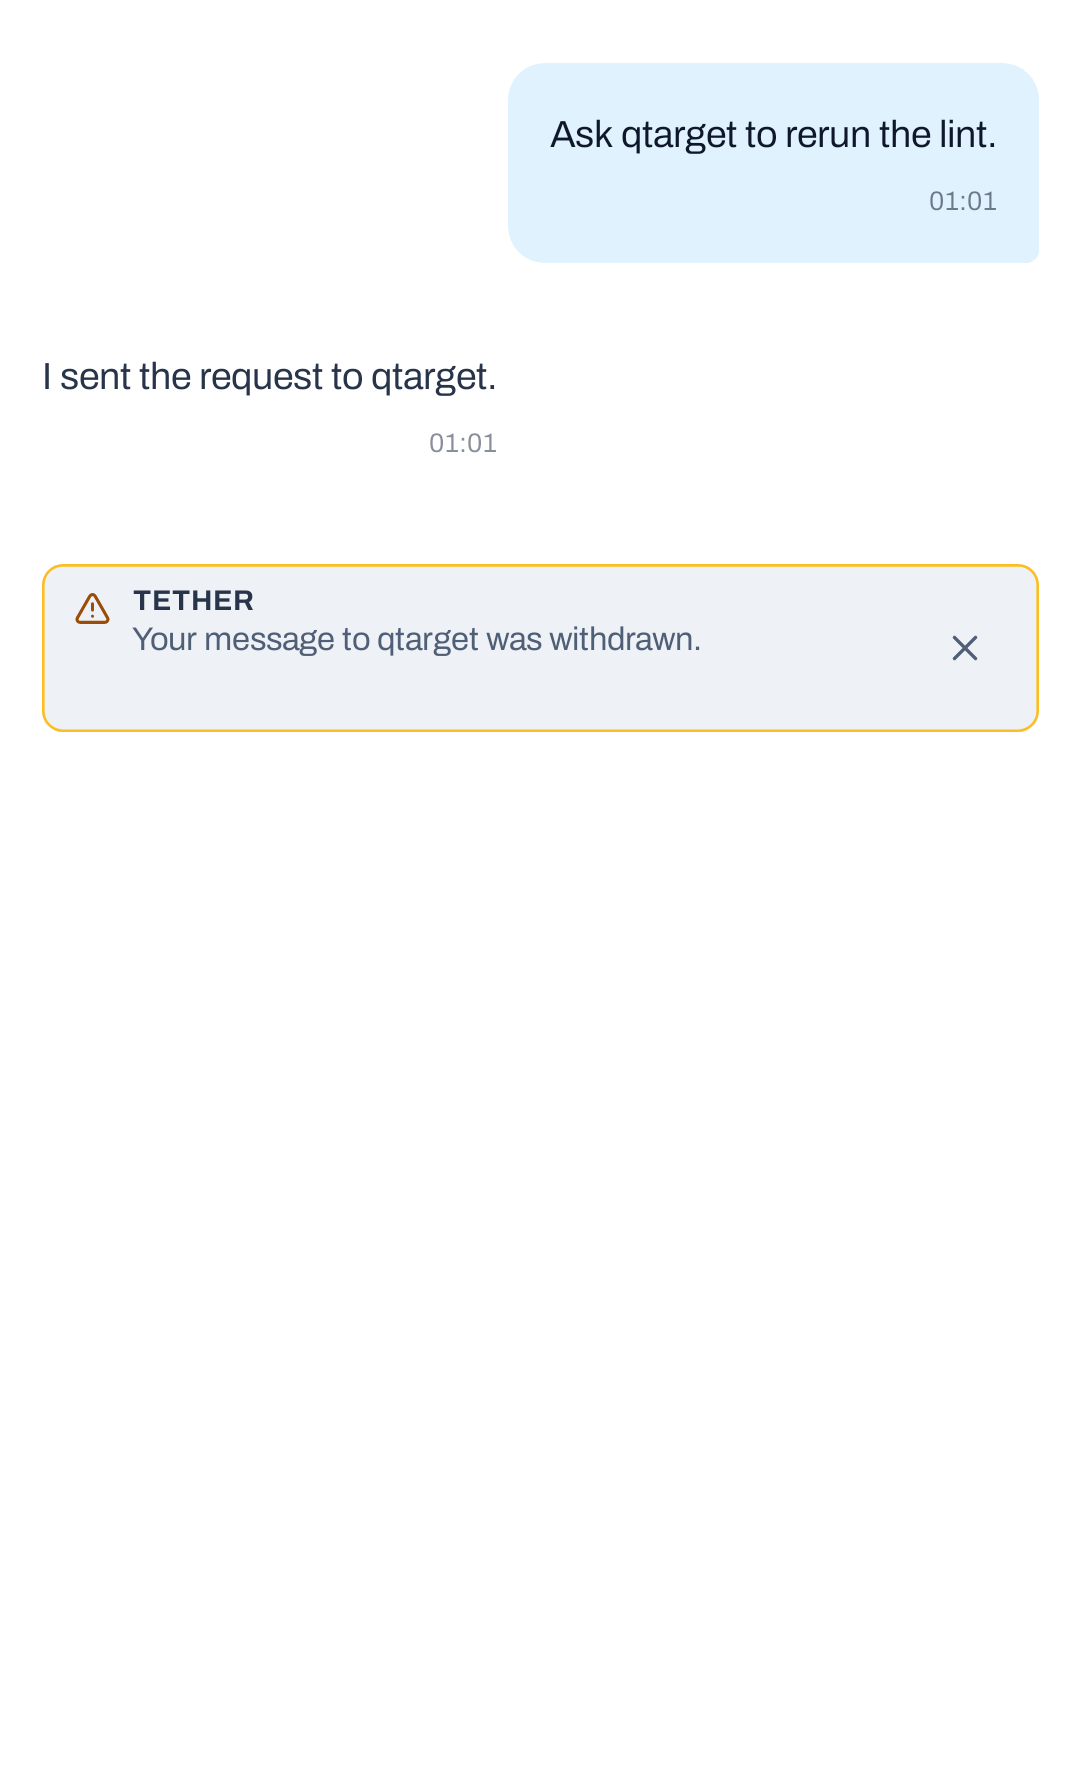 Ask qtarget to rerun the lint.
01:01
I sent the request to qtarget.
01:01
TETHER
Your message to qtarget was withdrawn.